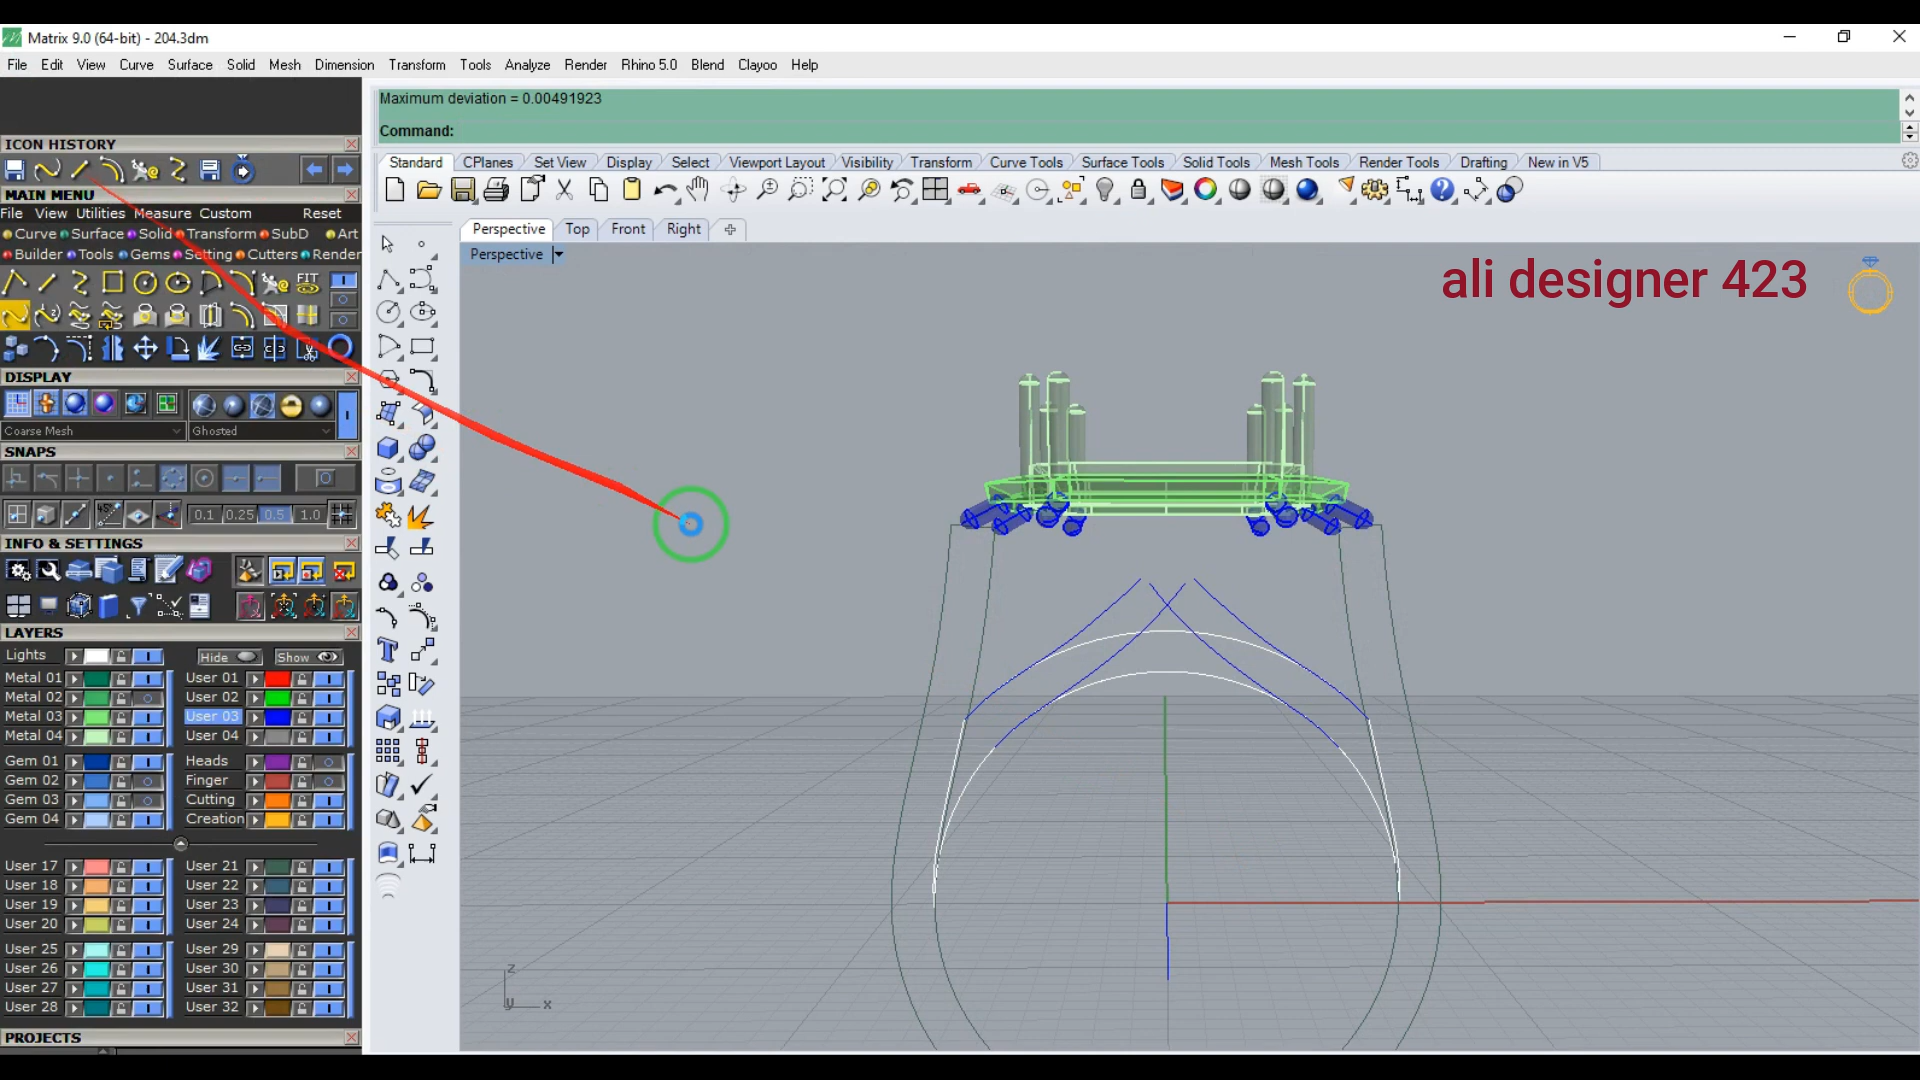 Matrix 9.0 (64-bit) - 204.3dm
File Edit View Curve Surface Solid Mesh Dimension Transform Tools Analyze Render Rhino 5.0 Blend Clayoo Help
Maximum deviation = 0.00491923
Command:
ICON HISTORY
Standard CPlanes Set View Display Select Viewport Layout Visibility Transform Curve Tools Surface Tools Solid Tools Mesh Tools Render Tools Drafting New in V5
MAIN MENU
File View Utilities Measure Custom Reset
Curve Surface Solid Transform SubD Art
Builder Tools Gems Setting Cutters Render
FIT
Perspective Top Front Right
Perspective
ali designer 423
DISPLAY
Coarse Mesh Ghosted
SNAPS
45°
0.1 0.25 0.5 1.0
INFO & SETTINGS
LAYERS
Lights Hide Show
Metal 01 User 01
Metal 02 User 02
Metal 03 User 03
Metal 04 User 04
Gem 01 Heads
Gem 02 Finger
Gem 03 Cutting
Gem 04 Creation
User 17 User 21
User 18 User 22
User 19 User 23
User 20 User 24
User 25 User 29
User 26 User 30
User 27 User 31
User 28 User 32
PROJECTS
z
y x